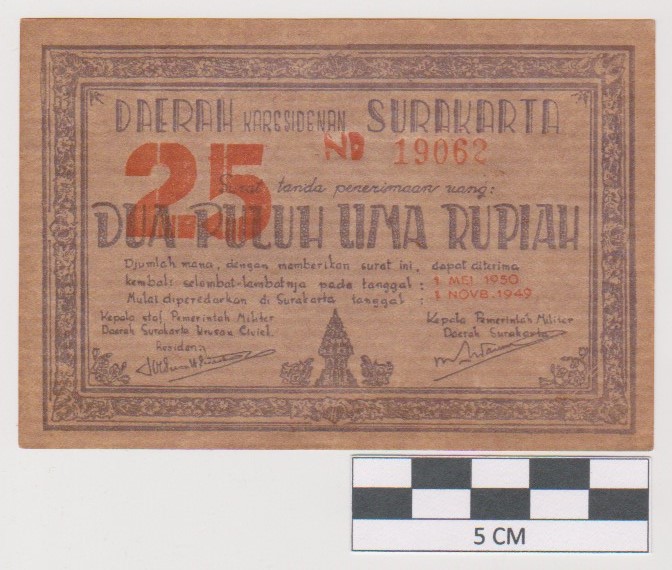 DAERAH KARESIDENAN SURAKARTA
25
NO 19062
Surat tanda penerimaan uang:
DUA PULUH LIMA RUPIAH
Djumlah mana, dengan memberikan surat ini, dapat diterima
kembali selambat-lambatnja pada tanggal : 1 MEI 1950
Mulai diperedarkan di Surakarta tanggal : 1 NOVB. 1949
Kepala staf Pemerintah Militer
Daerah Surakarta Urusan Civiel.
Residen
Kepala Pemerintah Militer
Daerah Surakarta
5 CM